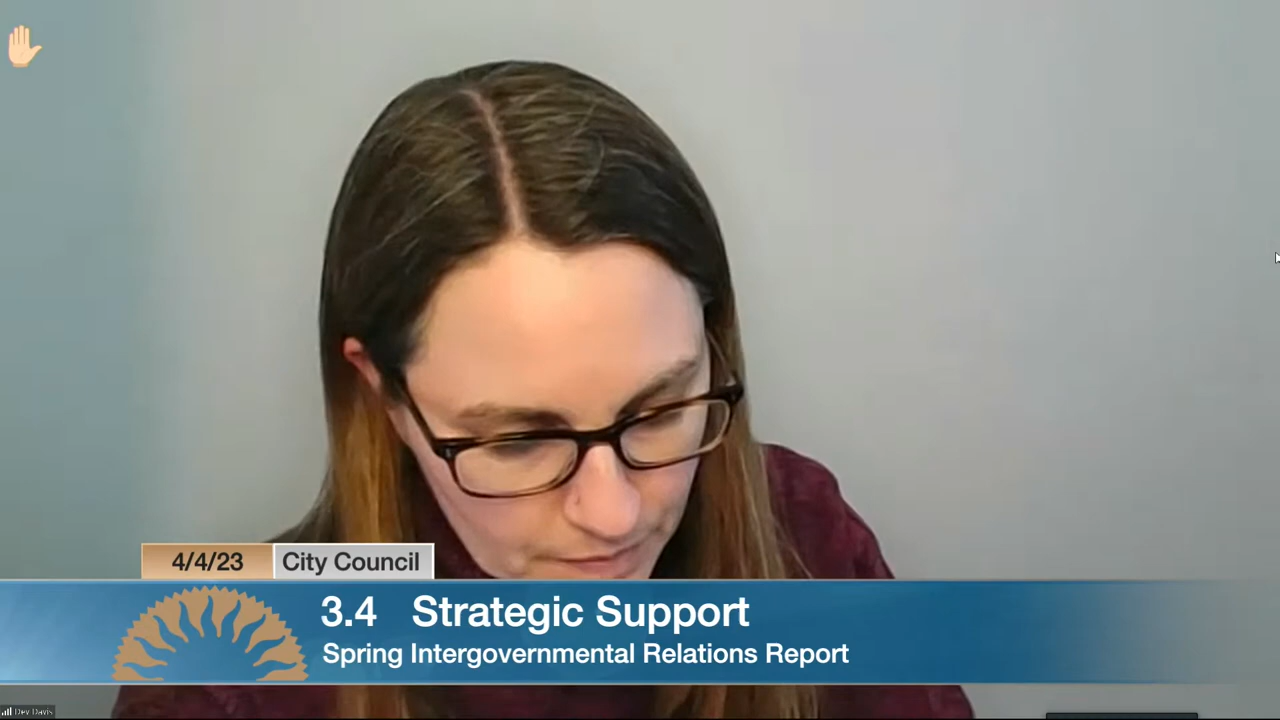 4/4/23 City Council
3.4 Strategic Support
Spring Intergovernmental Relations Report
Dev Davis